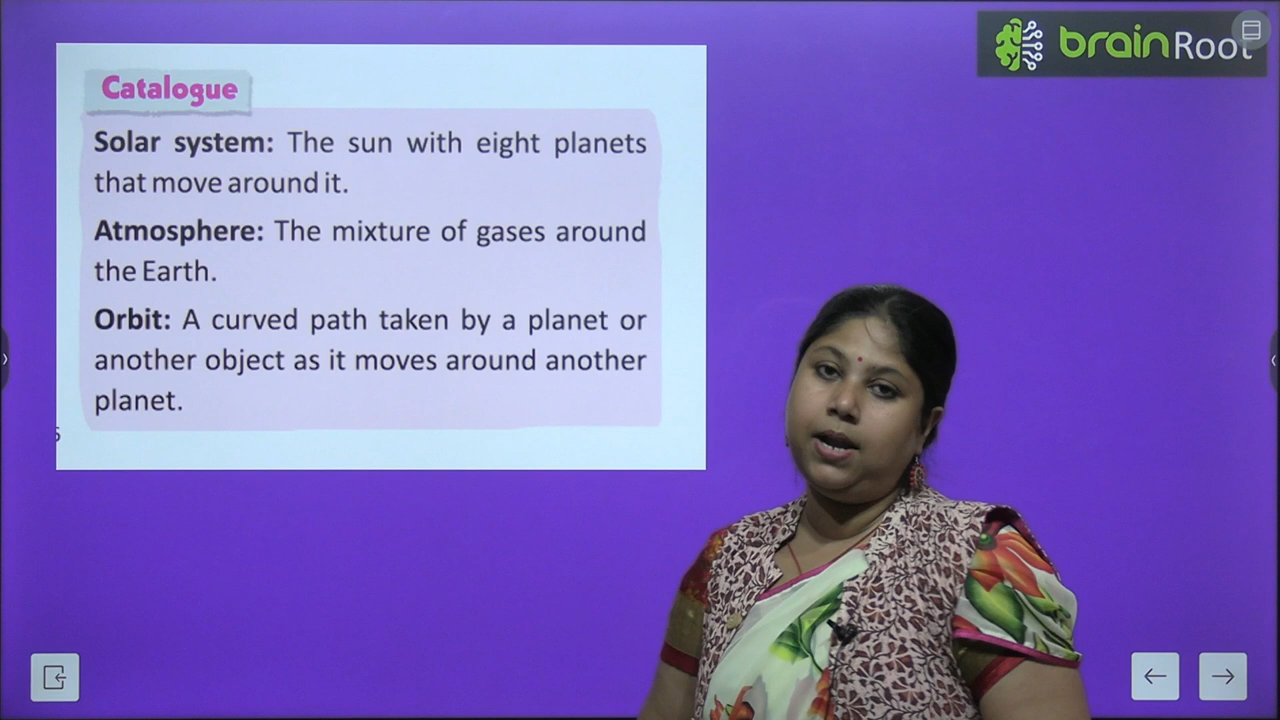 brainRoot
Catalogue
Solar system: The sun with eight planets
that move around it.
Atmosphere: The mixture of gases around
the Earth.
Orbit: A curved path taken by a planet or
another object as it moves around another
planet.